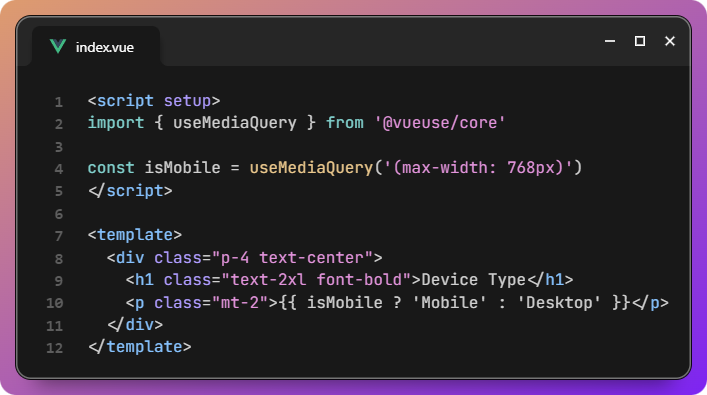 index.vue
1 <script setup>
2 import { useMediaQuery } from '@vueuse/core'
3
4 const isMobile = useMediaQuery('(max-width: 768px)')
5 </script>
6
7 <template>
8   <div class="p-4 text-center">
9     <h1 class="text-2xl font-bold">Device Type</h1>
10     <p class="mt-2">{{ isMobile ? 'Mobile' : 'Desktop' }}</p>
11   </div>
12 </template>